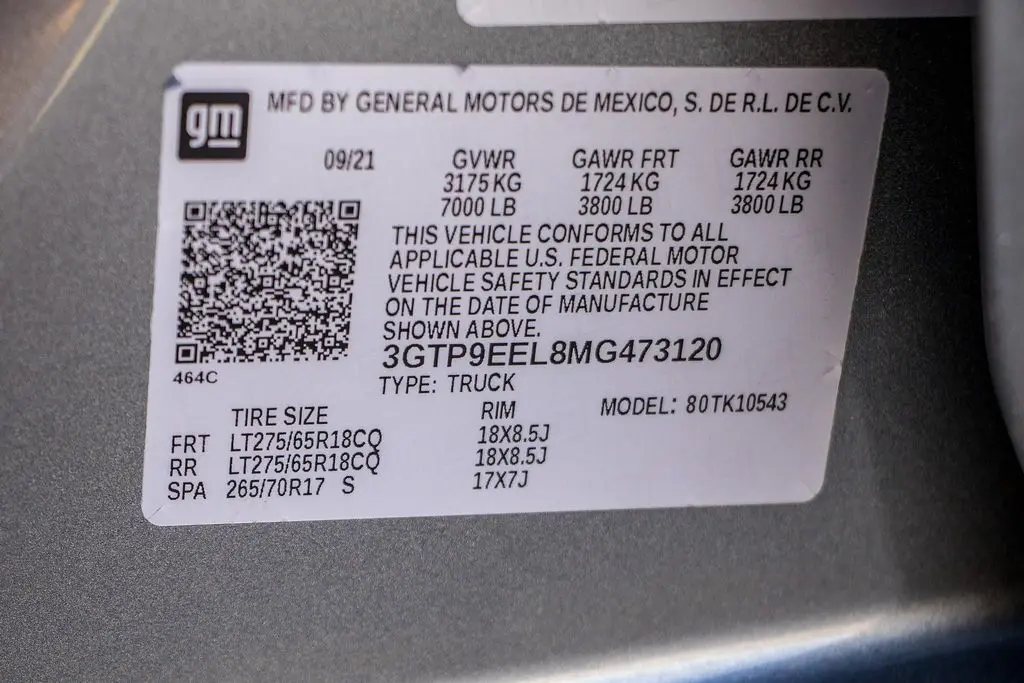 gm MFD BY GENERAL MOTORS DE MEXICO, S. DE R.L. DE C.V.
09/21 GVWR GAWR FRT GAWR RR
3175 KG 1724 KG 1724 KG
7000 LB 3800 LB 3800 LB
THIS VEHICLE CONFORMS TO ALL
APPLICABLE U.S. FEDERAL MOTOR
VEHICLE SAFETY STANDARDS IN EFFECT
ON THE DATE OF MANUFACTURE
SHOWN ABOVE.
3GTP9EEL8MG473120
464C
TYPE: TRUCK
TIRE SIZE RIM MODEL: 80TK10543
FRT LT275/65R18CQ 18X8.5J
RR LT275/65R18CQ 18X8.5J
SPA 265/70R17 S 17X7J